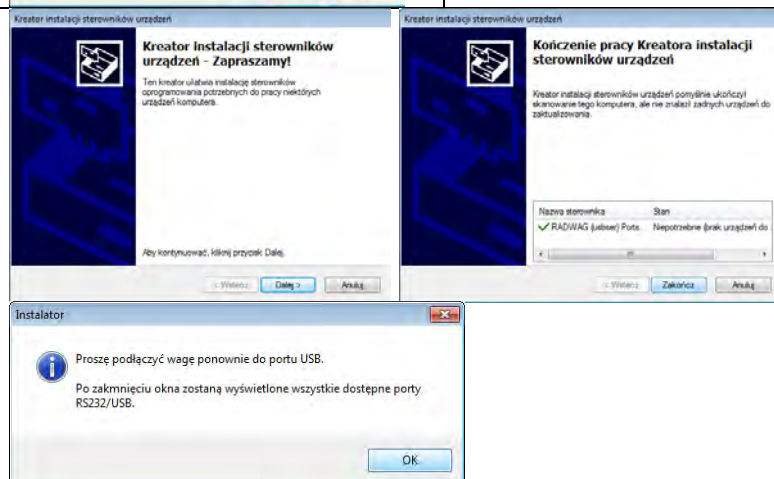 Kreator instalacji sterowników urządzeń
Kreator instalacji sterowników
urządzeń - Zapraszamy!
Ten kreator ułatwia instalację sterowników
oprogramowania potrzebnych do pracy niektórych
urządzeń komputera.
Aby kontynuować, kliknij przycisk Dalej.
< Wstecz
Dalej >
Anuluj
Kreator instalacji sterowników urządzeń
Kończenie pracy Kreatora instalacji
sterowników urządzeń
Kreator instalacji sterowników urządzeń pomyślnie ukończył
skanowanie tego komputera, ale nie znalazł żadnych urządzeń do
zaktualizowania.
Nazwa sterownika Stan
RADWAG (usbser) Ports Niepotrzebne (brak urządzeń do
< Wstecz
Zakończ
Anuluj
Instalator
Proszę podłączyć wagę ponownie do portu USB.
Po zakmnięciu okna zostaną wyświetlone wszystkie dostępne porty
RS232/USB.
OK